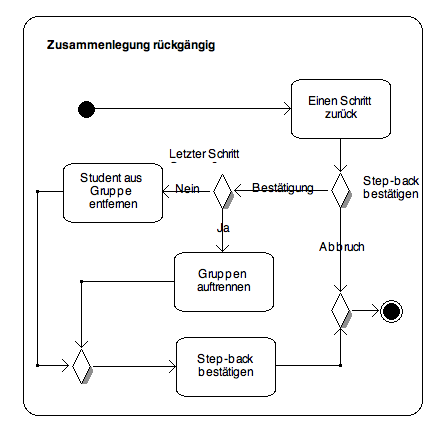 Zusammenlegung rückgängig
Einen Schritt
zurück
Letzter Schritt
Step-back
bestätigen
Student aus
Gruppe
entfernen
Nein
Bestätigung
Ja
Abbruch
Gruppen
auftrennen
Step-back
bestätigen